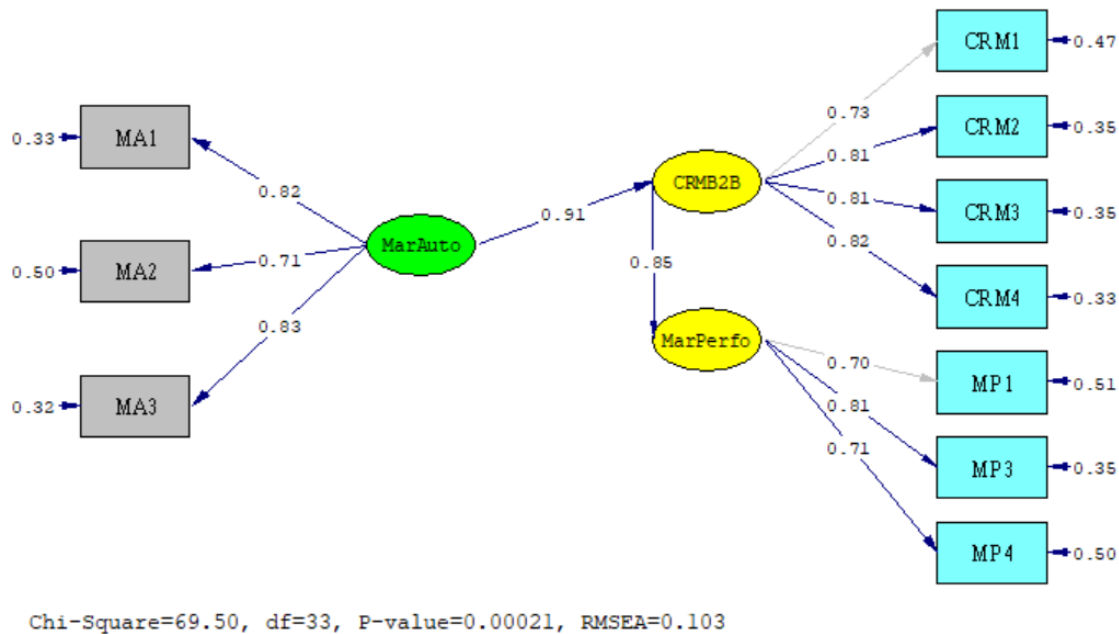 CRM1
0.47
0.73
MA1
0.33
CRM2
0.35
0.81
0.82
CRMB2B
CRM3
0.35
0.81
0.91
MarAuto
MA2
0.50
0.71
0.85
0.82
CRM4
0.33
0.83
MarPerfo
0.70
MP1
0.51
MA3
0.32
0.81
0.71
MP3
0.35
MP4
0.50
Chi-Square=69.50, df=33, P-value=0.00021, RMSEA=0.103